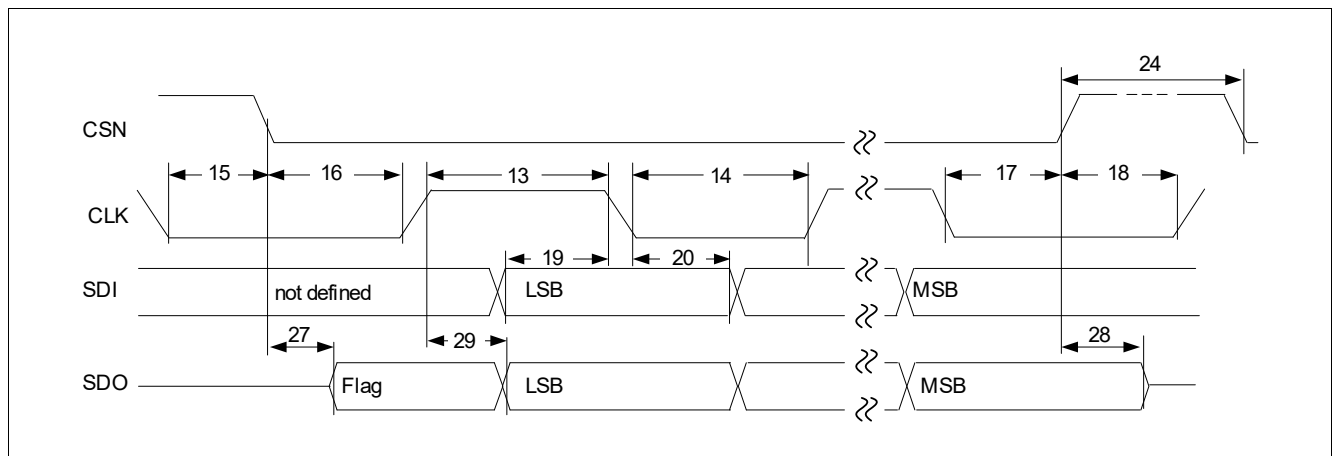 24
CSN
15 16 13 14 17 18
CLK
19 20
SDI not defined LSB MSB
27 29 28
SDO Flag LSB MSB